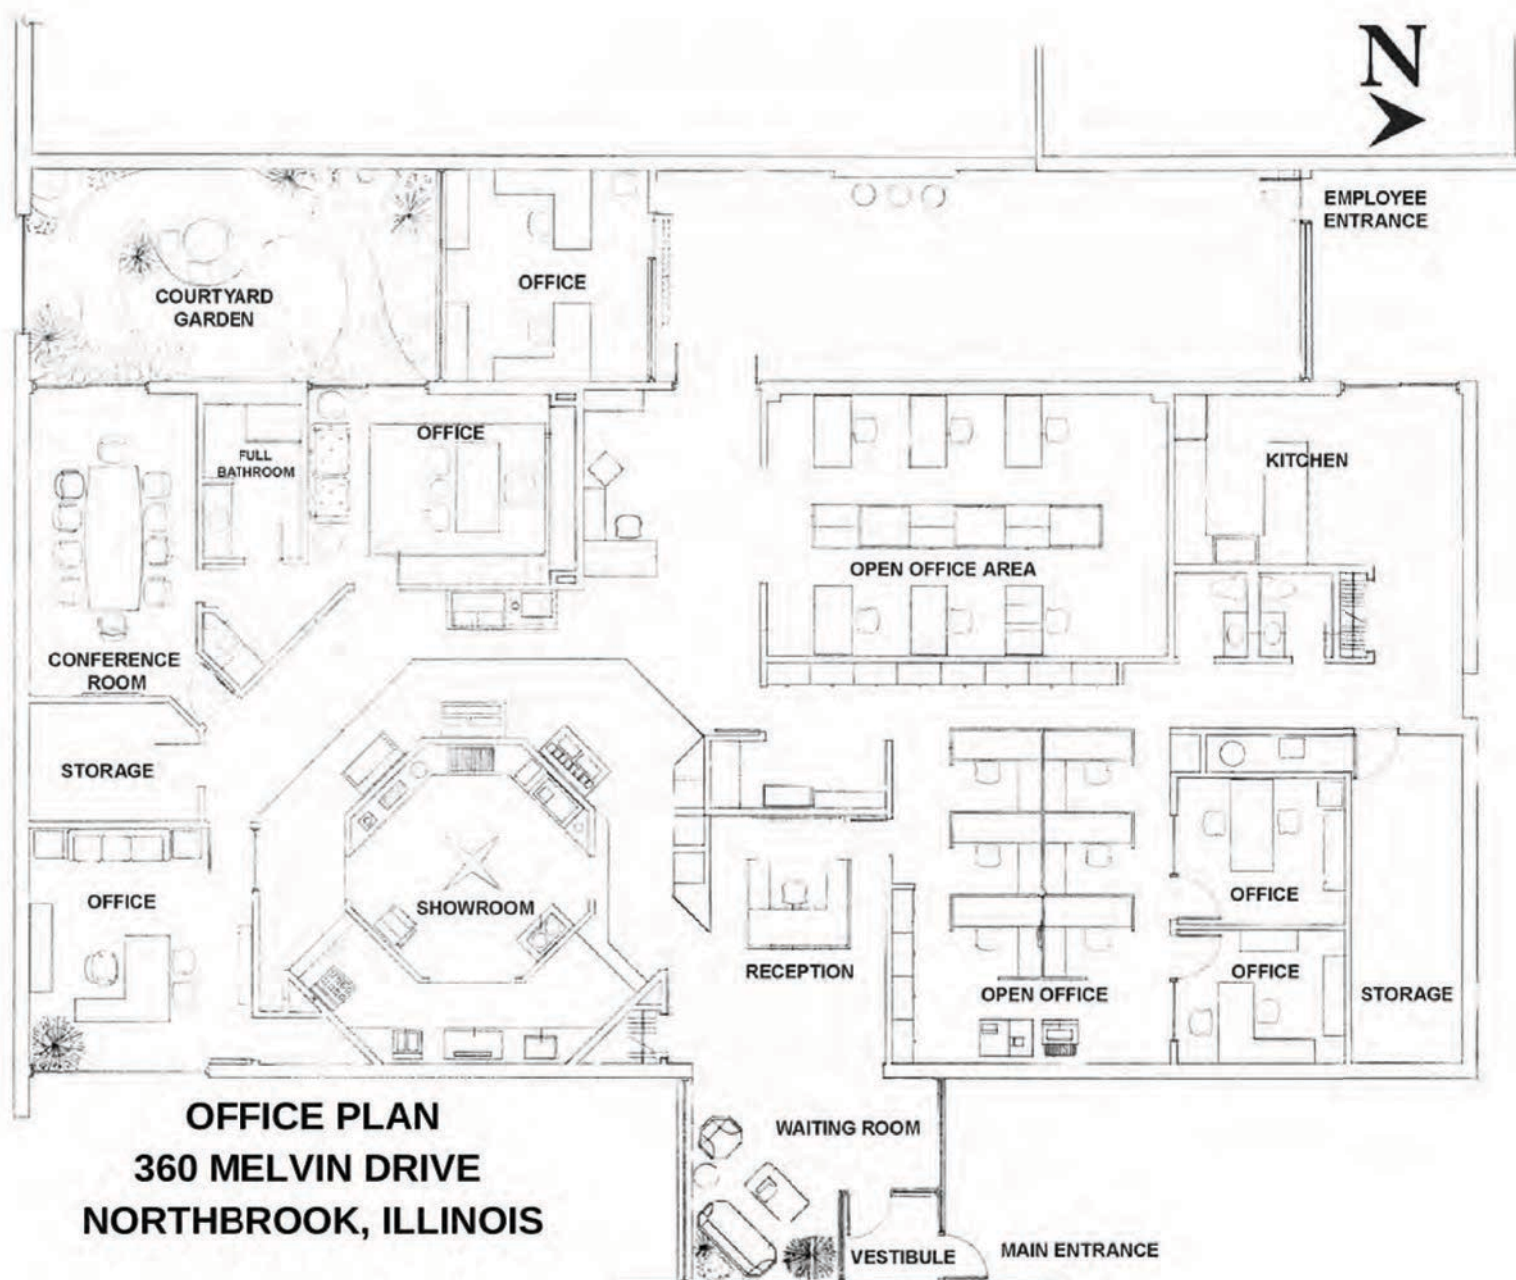 N
EMPLOYEE
ENTRANCE
COURTYARD
GARDEN
OFFICE
OFFICE
FULL
BATHROOM
KITCHEN
OPEN OFFICE AREA
CONFERENCE
ROOM
STORAGE
OFFICE
SHOWROOM
OFFICE
RECEPTION
OFFICE
OPEN OFFICE
STORAGE
OFFICE PLAN
360 MELVIN DRIVE
NORTHBROOK, ILLINOIS
WAITING ROOM
VESTIBULE
MAIN ENTRANCE